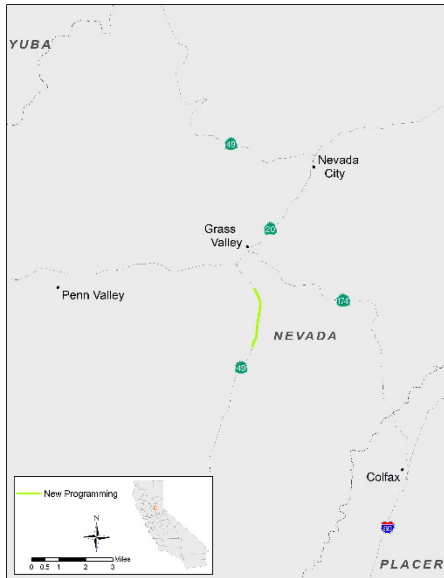 YUBA
49
Nevada
City
Grass
Valley
20
Penn Valley
174
NEVADA
49
Colfax
80
PLACER
New Programming
N
0 0.5 1 2 3
Miles